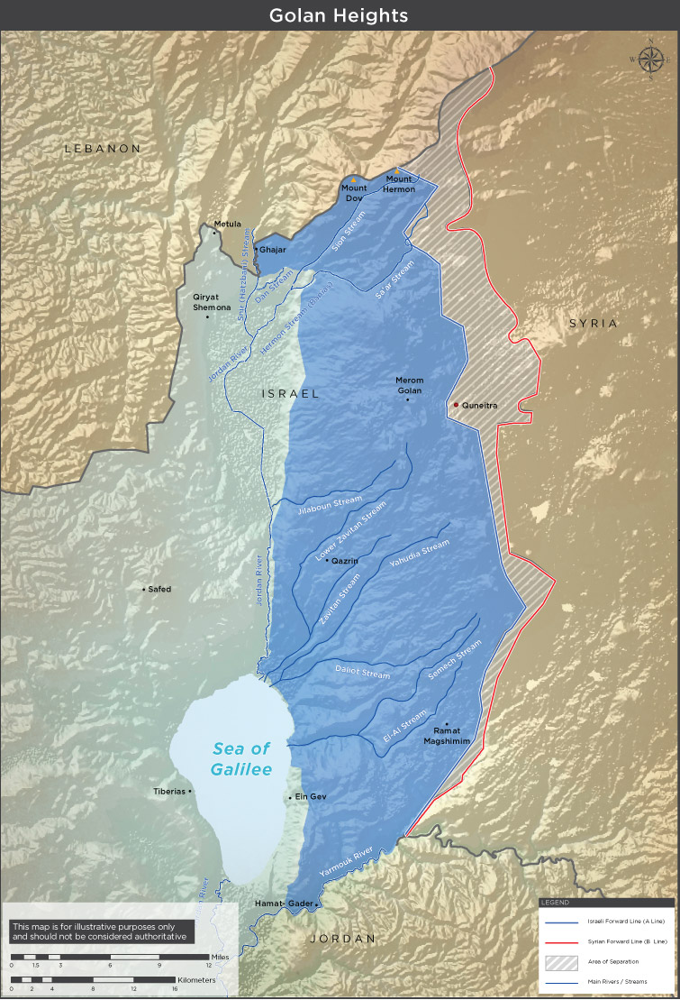 Golan Heights
N
W
E
S
LEBANON
Mount
Dov
Mount
Hermon
Metula
Ghajar
Sion Stream
Snir (Hatzbani) Stream
Dan Stream
Sa'ar Stream
Hermon Stream (Panias)
Qiryat
Shemona
SYRIA
Jordan River
ISRAEL
Merom
Golan
Quneitra
Jilaboun Stream
Lower Zavitan Stream
Qazrin
Yahudia Stream
Jordan River
Safed
Zavitan Stream
Daliot Stream
Semech Stream
El-Al Stream
Ramat
Magshimim
Sea of
Galilee
Tiberias
Ein Gev
Yarmouk River
River
Hamat- Gader
JORDAN
This map is for illustrative purposes only
and should not be considered authoritative
Miles
0 1.5 3 6 9 12
Kilometers
0 2 4 8 12 16
LEGEND
Israeli Forward Line (A Line)
Syrian Forward Line (B Line)
Area of Separation
Main Rivers / Streams